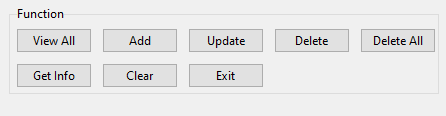 Function
View All Add Update Delete Delete All
Get Info Clear Exit